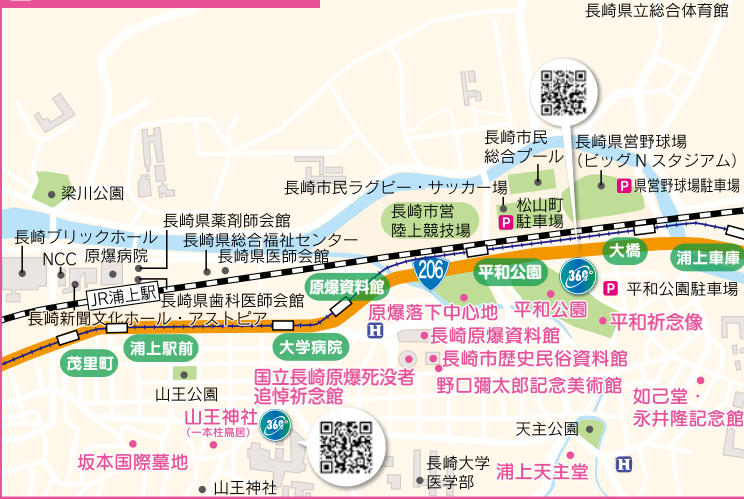 長崎県立総合体育館
長崎市民
総合プール
長崎県営野球場
（ビッグNスタジアム）
P 県営野球場駐車場
長崎市民ラグビー・サッカー場
松山町
P 駐車場
梁川公園
長崎市営
陸上競技場
長崎県薬剤師会館
長崎ブリックホール
長崎県総合福祉センター
NCC
原爆病院
長崎県医師会館
大橋
浦上車庫
206
平和公園
360°
原爆資料館
P 平和公園駐車場
JR浦上駅
長崎県歯科医師会館
長崎新聞文化ホール・アストピア
原爆落下中心地
平和公園
平和祈念像
H
長崎原爆資料館
浦上駅前
大学病院
茂里町
長崎市歴史民俗資料館
国立長崎原爆死没者
追悼祈念館
野口彌太郎記念美術館
山王公園
如己堂・
永井隆記念館
山王神社
（一本柱鳥居）
360°
天主公園
坂本国際墓地
長崎大学
医学部
浦上天主堂
H
山王神社